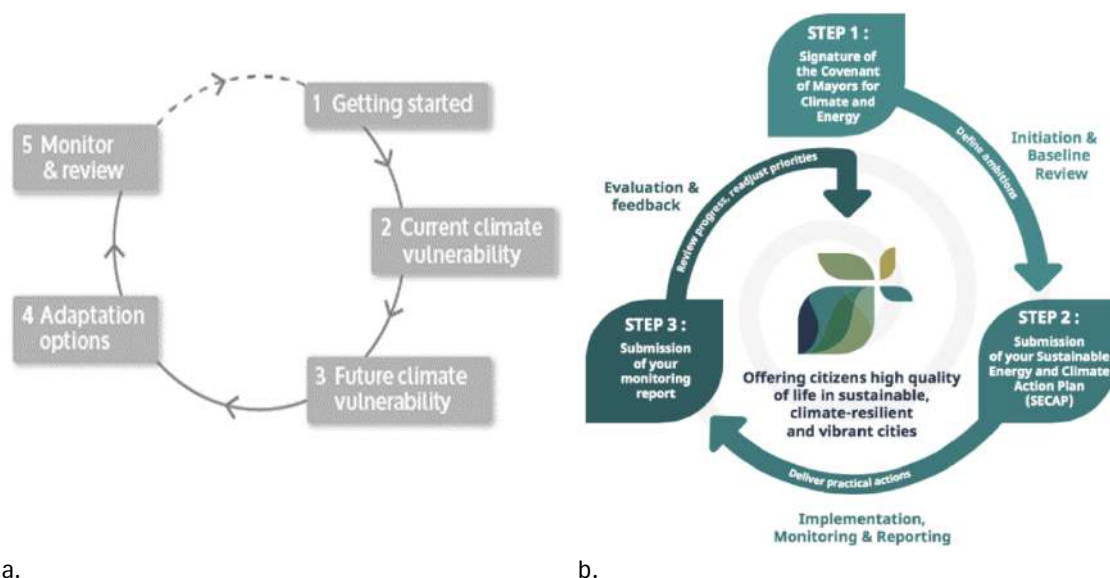 1 Getting started
2 Current climate
vulnerability
3 Future climate
vulnerability
4 Adaptation
options
5 Monitor
& review
a.
STEP 1 :
Signature of
the Covenant
of Mayors for
Climate and
Energy
Define ambitions
Initiation &
Baseline
Review
STEP 2 :
Submission
of your Sustainable
Energy and Climate
Action Plan
(SECAP)
Deliver practical actions
Implementation,
Monitoring & Reporting
STEP 3 :
Submission
of your
monitoring
report
Review progress, readjust priorities
Evaluation &
feedback
Offering citizens high quality
of life in sustainable,
climate-resilient
and vibrant cities
b.